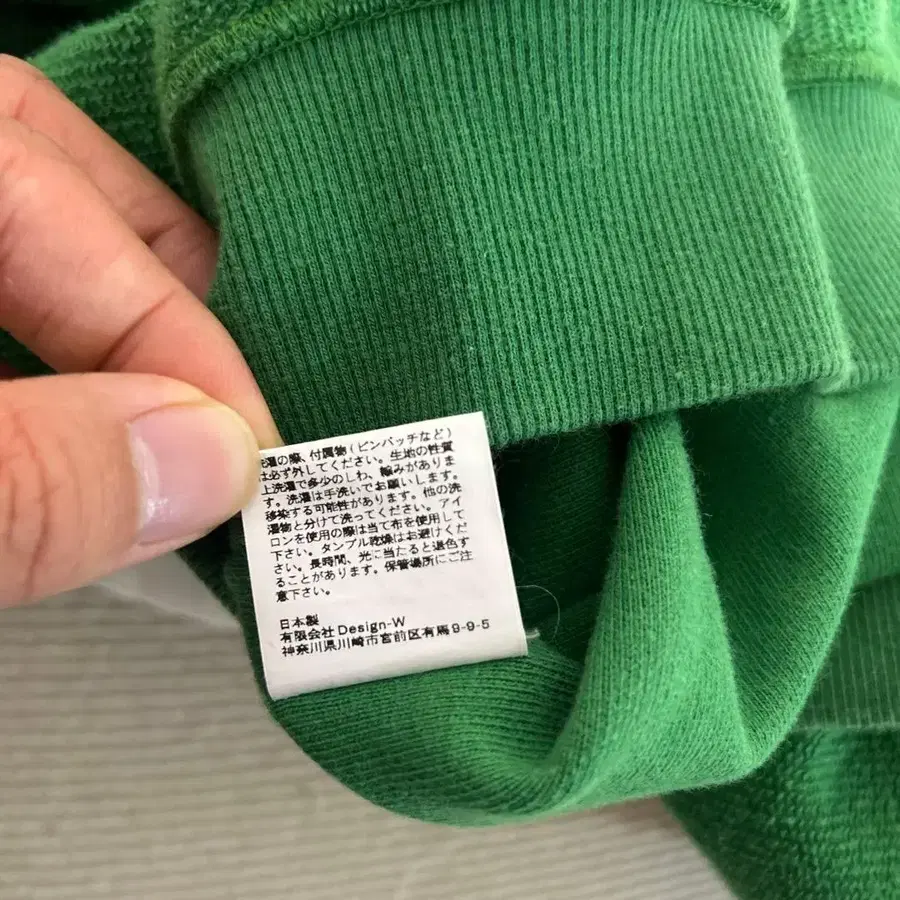 洗濯の際、付属物(ピンバッチなど)
は必ず外してください。生地の性質
上洗濯で多少のしわ、縮みがありま
す。洗濯は手洗いでお願いします。
移染する可能性があります。他の洗
濯物と分けて洗ってください。アイ
ロンを使用の際は当て布を使用して
下さい。タンブル乾燥はお避けくだ
さい。長時間、光に当たると退色す
ることがあります。保管場所にご注
意下さい。
日本製
有限会社Design-W
神奈川県川崎市宮前区有馬9-9-5